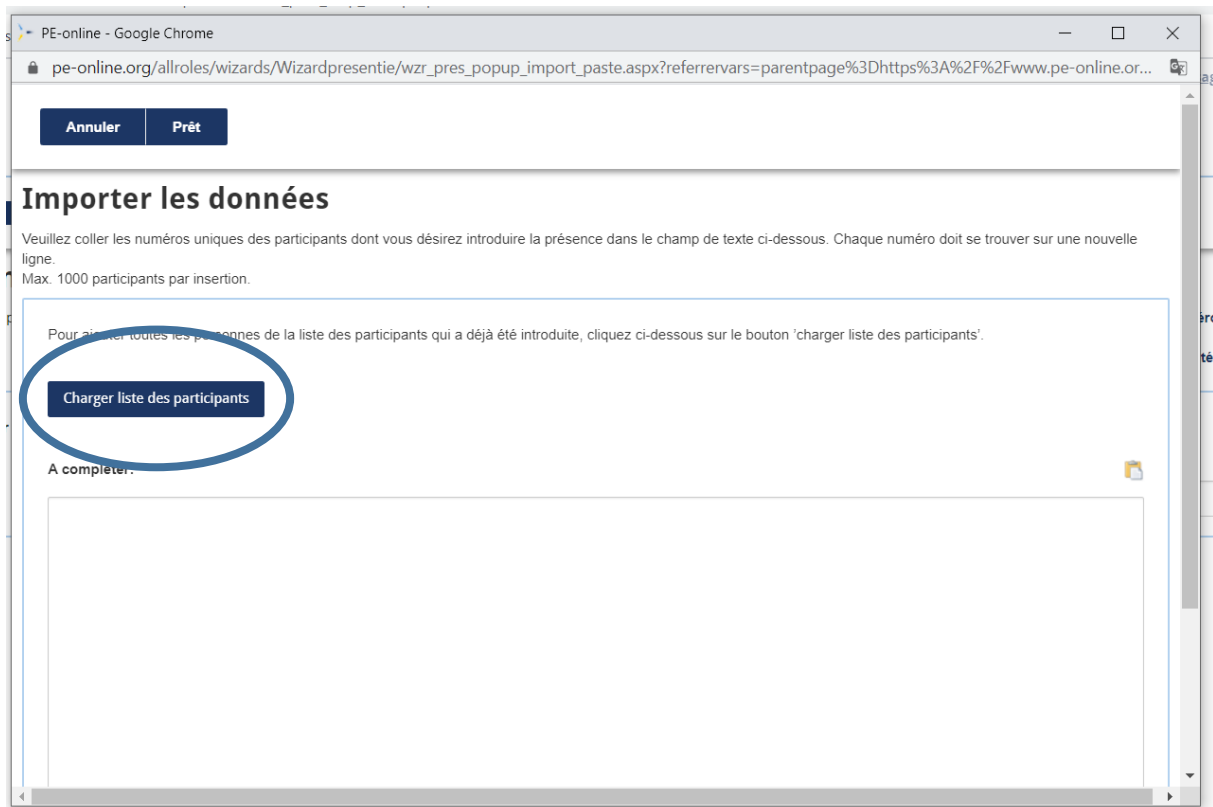 PE-online - Google Chrome
pe-online.org/allroles/wizards/Wizardpresentie/wzr_pres_popup_import_paste.aspx?referrervars=parentpage%3Dhttps%3A%2F%2Fwww.pe-online.or...
Annuler Prêt
Importer les données
Veuillez coller les numéros uniques des participants dont vous désirez introduire la présence dans le champ de texte ci-dessous. Chaque numéro doit se trouver sur une nouvelle
ligne.
Max. 1000 participants par insertion.
Pour ajouter toutes les personnes de la liste des participants qui a déjà été introduite, cliquez ci-dessous sur le bouton 'charger liste des participants'.
Charger liste des participants
A compléter: